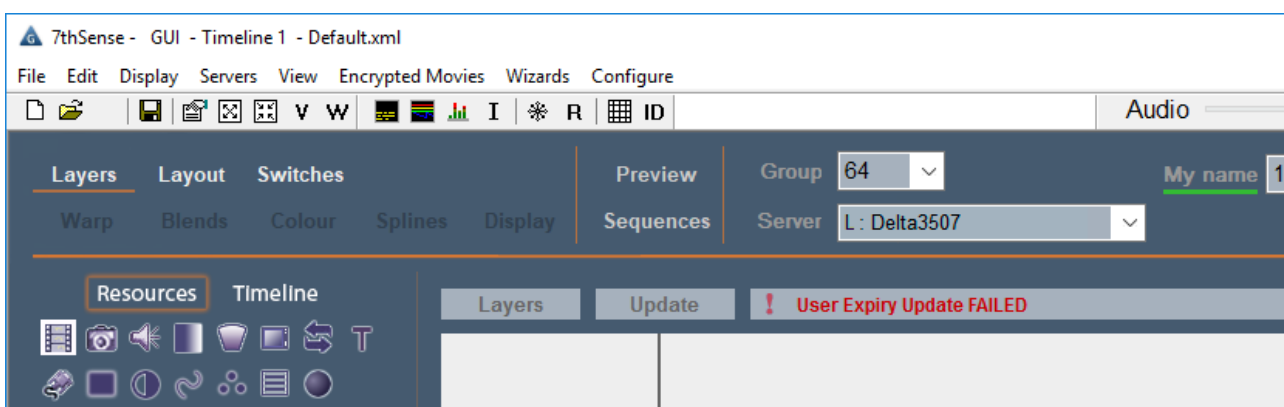 7thSense - GUI - Timeline 1 - Default.xml
File Edit Display Servers View Encrypted Movies Wizards Configure
V W I R ID Audio
Layers Layout Switches Preview Group 64 My name 1
Warp Blends Colour Splines Display Sequences Server L : Delta3507
Resources Timeline
Layers Update ! User Expiry Update FAILED
T